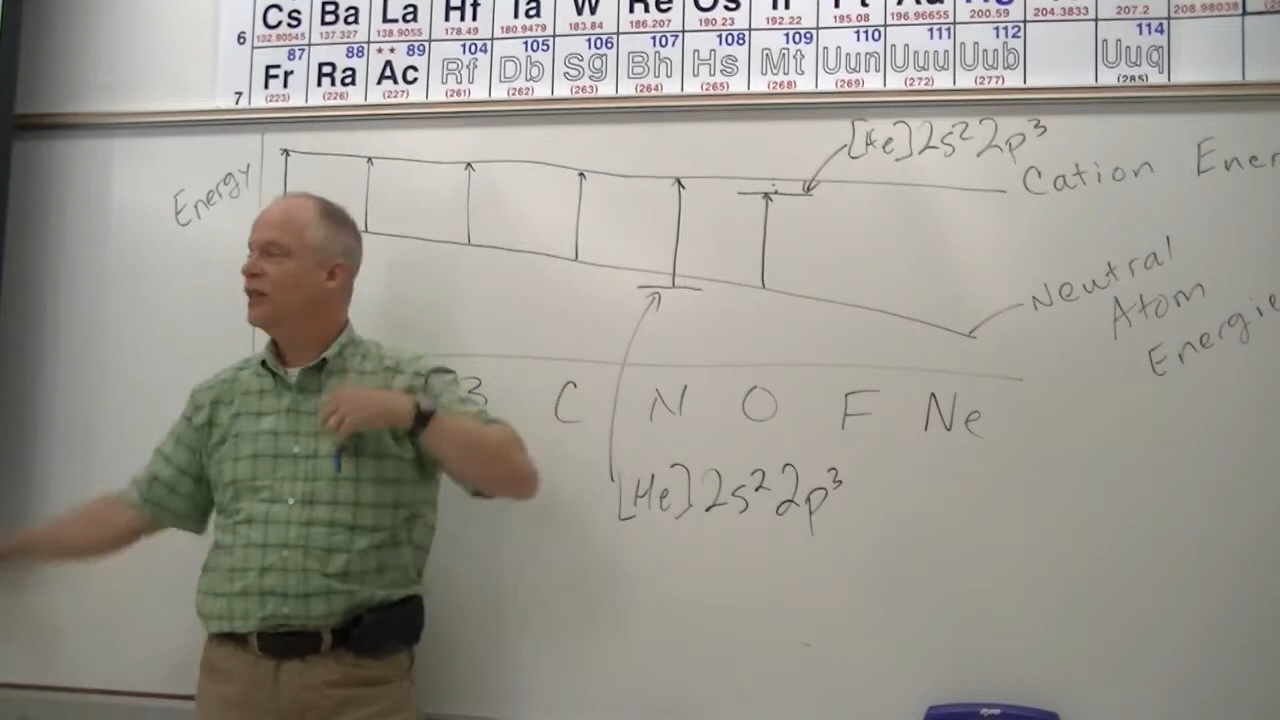 Cs Ba La Hf Ta W Re Os
132.90545 137.327 138.9055 178.49 180.9479 183.84 186.207 190.23 192.22 195.08 196.96655 200.59 204.3833 207.2 208.98038
6
87 88 ★★ 89 104 105 106 107 108 109 110 111 112 114
Fr Ra Ac Rf Db Sg Bh Hs Mt Uun Uuu Uub Uuq
(223) (226) (227) (261) (262) (263) (264) (265) (268) (269) (272) (277) (285)
7
[He]2s²2p³
Energy
Cation Ener
Neutral
Atom
Energie
C N O F Ne
[He]2s²2p³